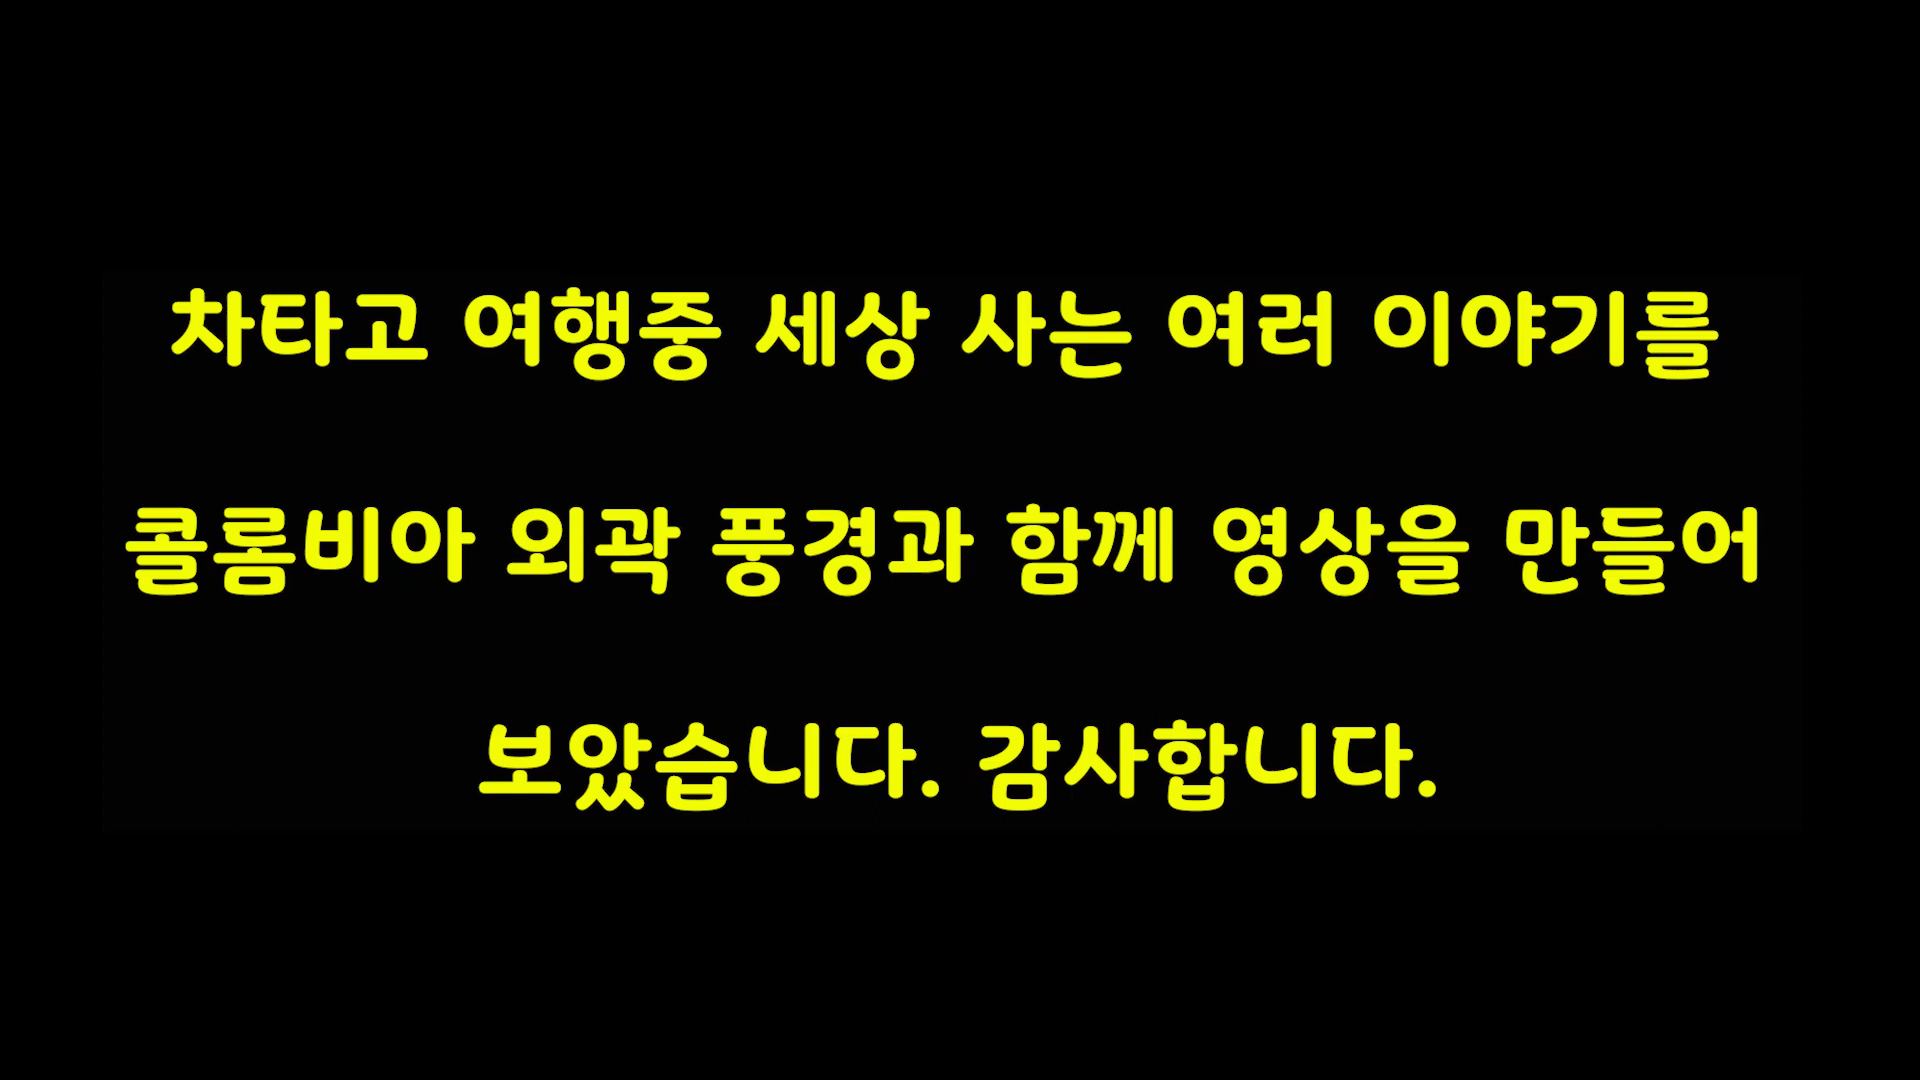 차타고 여행중 세상 사는 여러 이야기를
콜롬비아 외곽 풍경과 함께 영상을 만들어
보았습니다. 감사합니다.